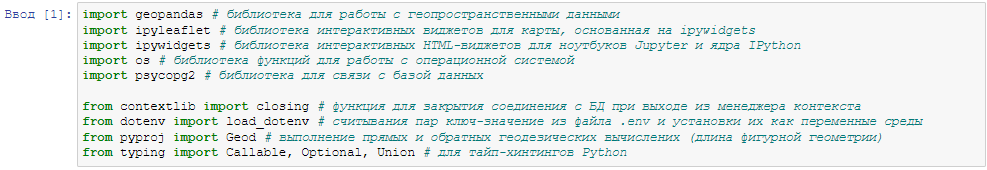 Ввод [1]: import geopandas # библиотека для работы с геопространственными данными
import ipyleaflet # библиотека интерактивных виджетов для карты, основанная на ipywidgets
import ipywidgets # библиотека интерактивных HTML-виджетов для ноутбуков Jupyter и ядра IPython
import os # библиотека функций для работы с операционной системой
import psycopg2 # библиотека для связи с базой данных
from contextlib import closing # функция для закрытия соединения с БД при выходе из менеджера контекста
from dotenv import load_dotenv # считывания пар ключ-значение из файла .env и установки их как переменные среды
from pyproj import Geod # выполнение прямых и обратных геодезических вычислених (длина фигурной геометрии)
from typing import Callable, Optional, Union # для тайп-хинтингов Python